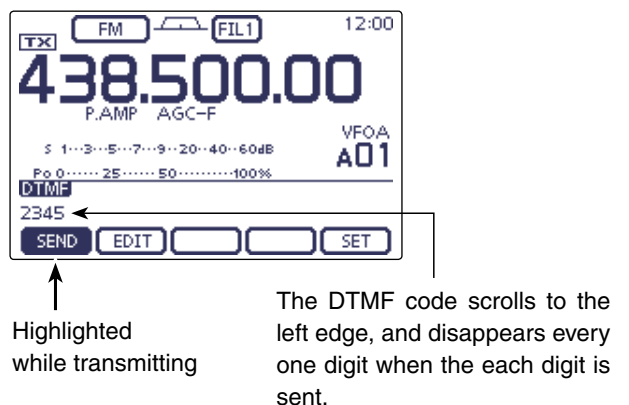 FM FIL1 12:00
TX
438.500.00
P.AMP AGC-F
VFOA
S 1···3···5···7···9··20··40··60dB
A01
Po 0······ 25······ 50··········100%
DTMF
2345
SEND EDIT SET
Highlighted
while transmitting
The DTMF code scrolls to the
left edge, and disappears every
one digit when the each digit is
sent.